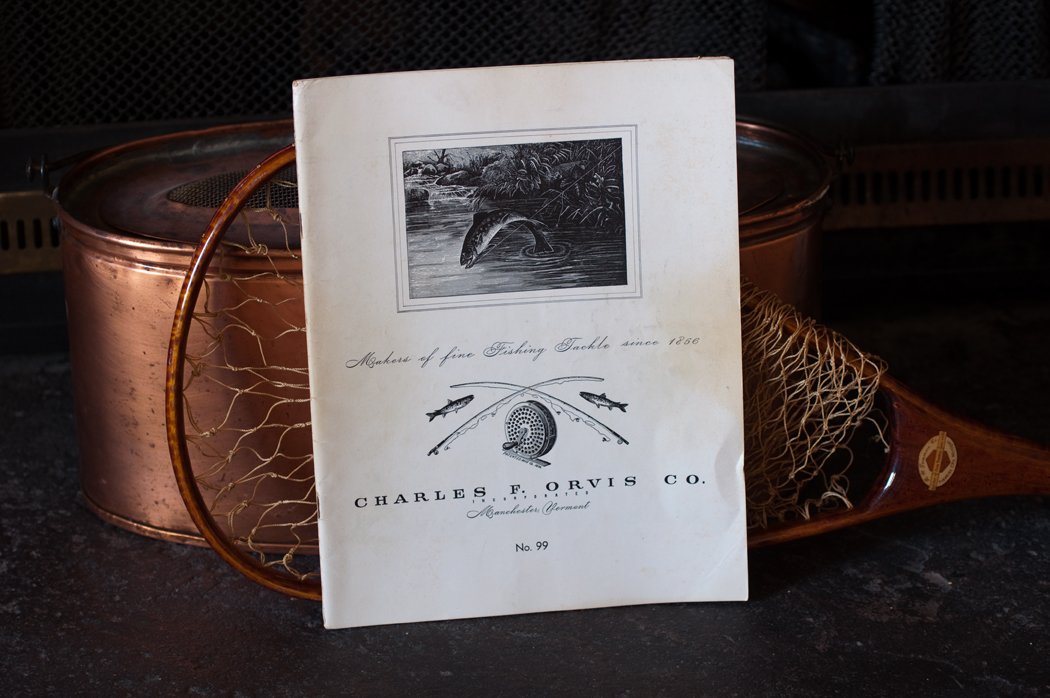 Makers of fine Fishing Tackle since 1856
CHARLES F. ORVIS CO.
INCORPORATED
Manchester, Vermont
No. 99